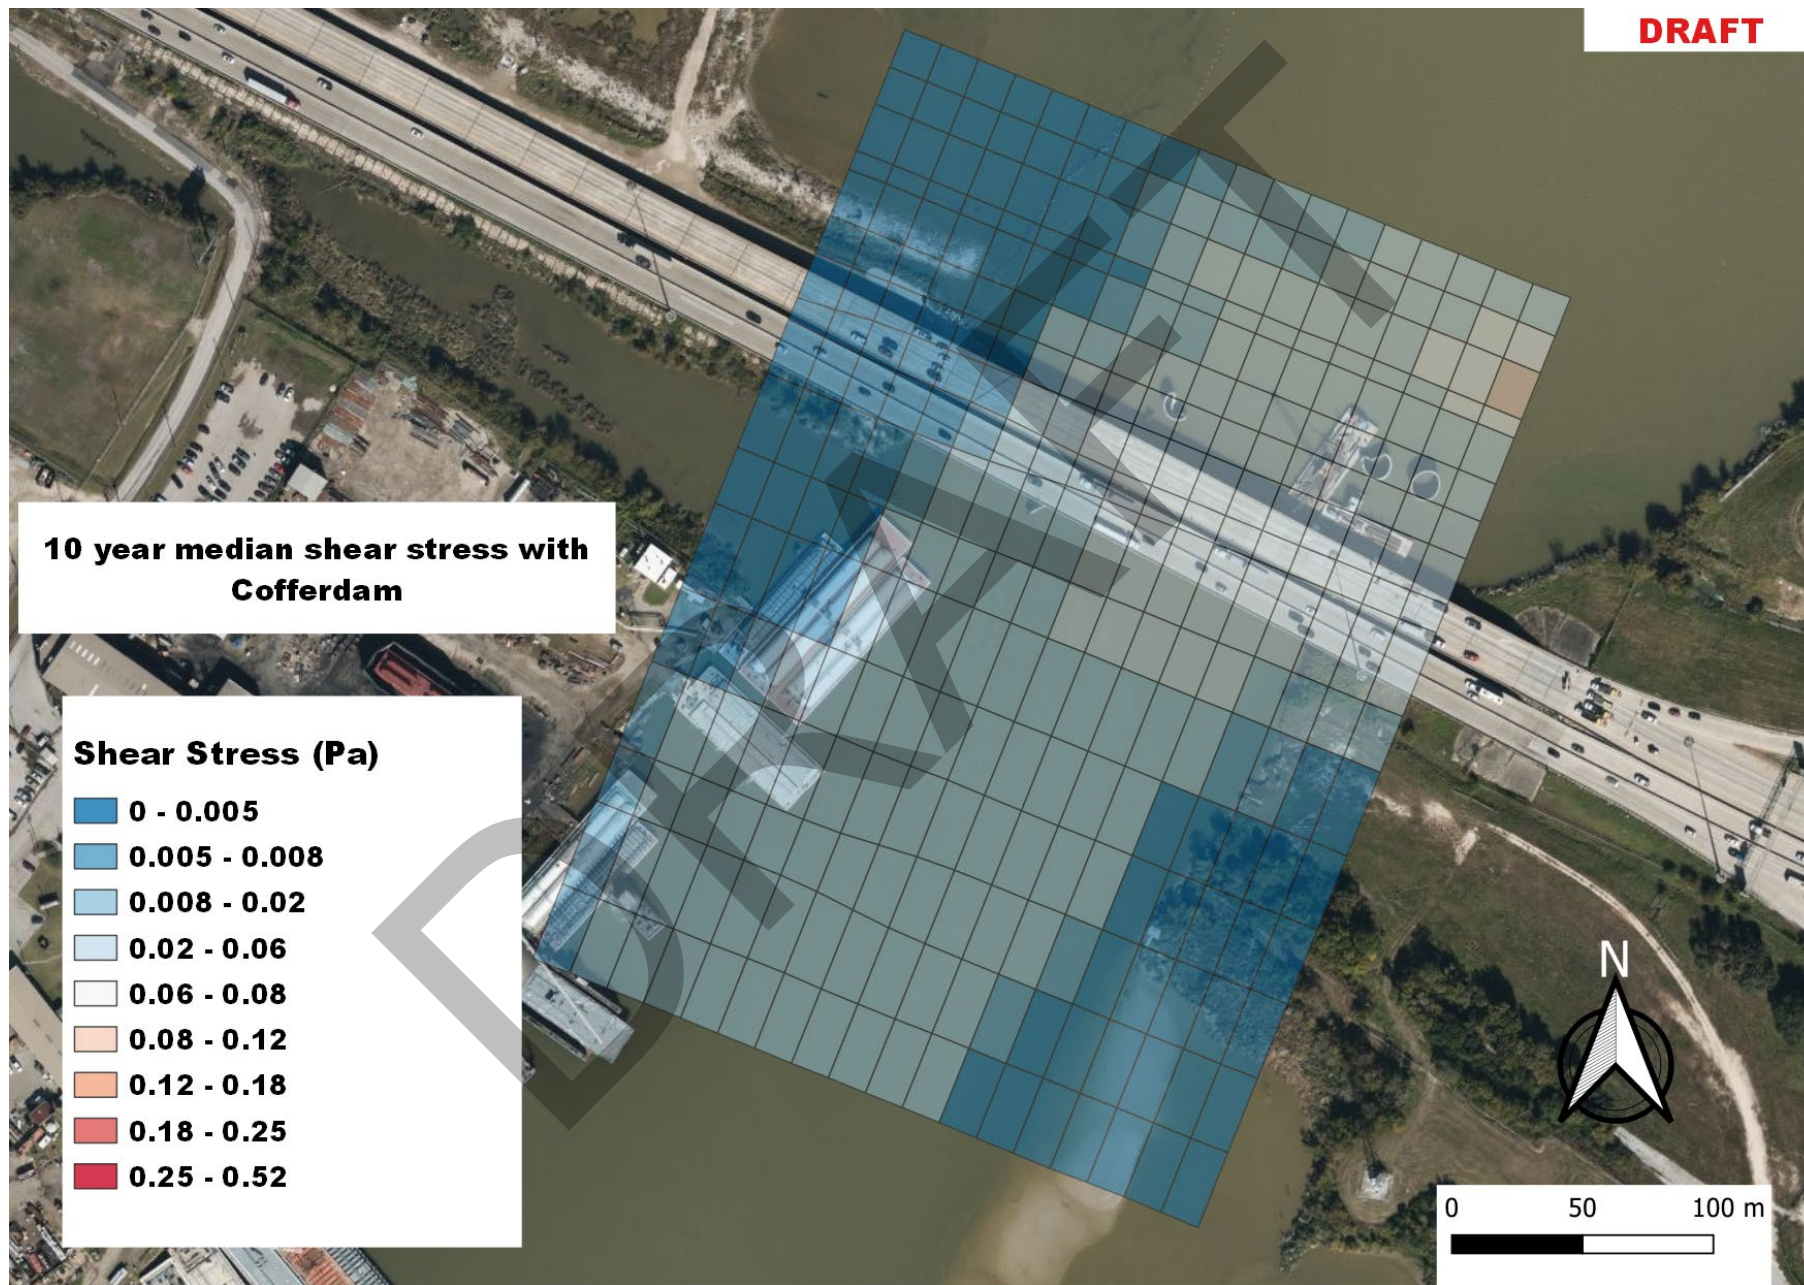 DRAFT
10 year median shear stress with
Cofferdam
Shear Stress (Pa)
0 - 0.005
0.005 - 0.008
0.008 - 0.02
0.02 - 0.06
0.06 - 0.08
0.08 - 0.12
0.12 - 0.18
0.18 - 0.25
0.25 - 0.52
DRAFT
N
0 50 100 m